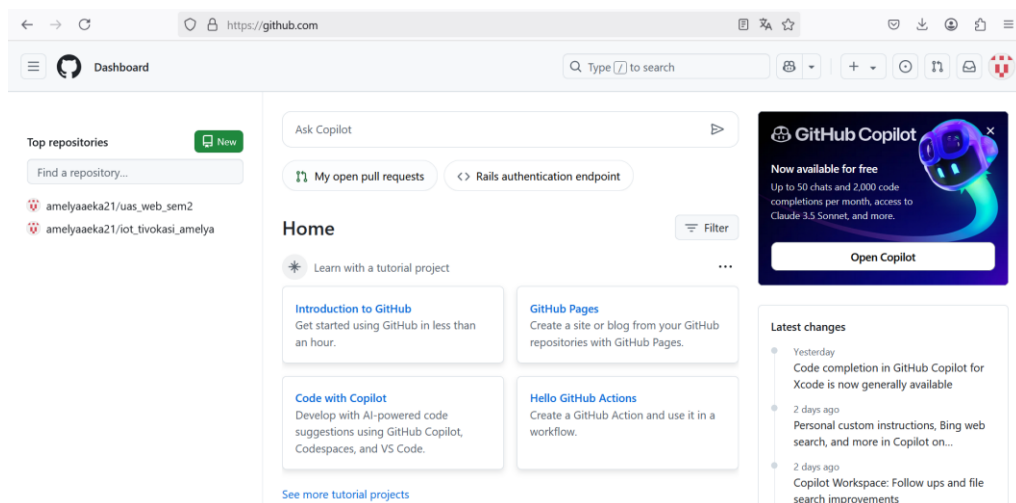 https://github.com
Dashboard
Type / to search
Top repositories
New
Find a repository...
amelyaaeka21/uas_web_sem2
amelyaaeka21/iot_tivokasi_amelya
Ask Copilot
My open pull requests
Rails authentication endpoint
Home
Filter
Learn with a tutorial project
Introduction to GitHub
Get started using GitHub in less than
an hour.
GitHub Pages
Create a site or blog from your GitHub
repositories with GitHub Pages.
Code with Copilot
Develop with AI-powered code
suggestions using GitHub Copilot,
Codespaces, and VS Code.
Hello GitHub Actions
Create a GitHub Action and use it in a
workflow.
See more tutorial projects
GitHub Copilot
Now available for free
Up to 50 chats and 2,000 code
completions per month, access to
Claude 3.5 Sonnet, and more.
Open Copilot
Latest changes
Yesterday
Code completion in GitHub Copilot for
Xcode is now generally available
2 days ago
Personal custom instructions, Bing web
search, and more in Copilot on...
2 days ago
Copilot Workspace: Follow ups and file
search improvements